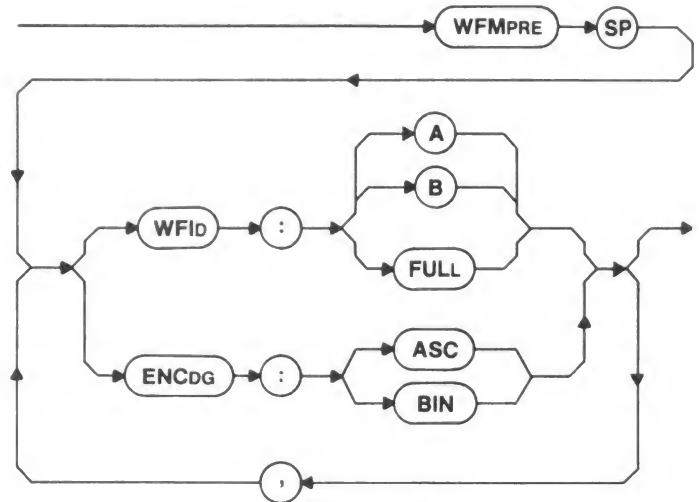 WFMPRE SP
A
B
WFID :
FULL
ENCDG : ASC
BIN
,